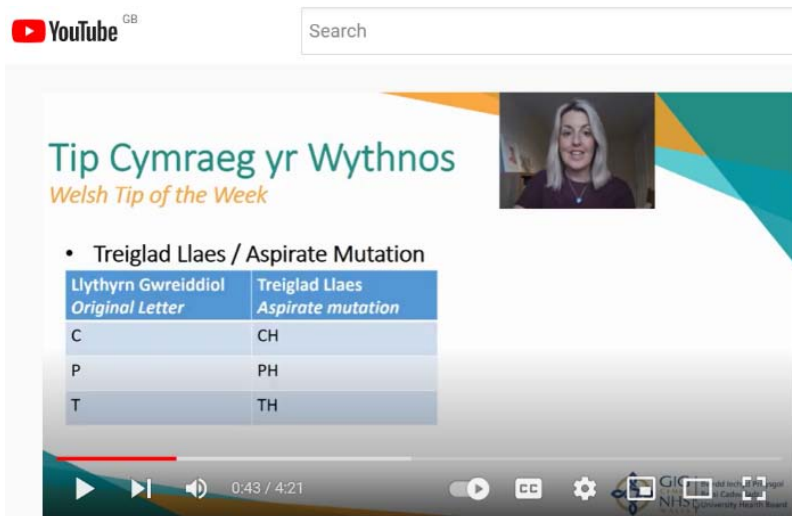 YouTube GB
Search
Tip Cymraeg yr Wythnos
Welsh Tip of the Week
• Treiglad Llaes / Aspirate Mutation
Llythyrn Gwreiddiol Treiglad Llaes
Original Letter Aspirate mutation
C CH
P PH
T TH
0:43 / 4:21
CC
GIG
NHS University Health Board